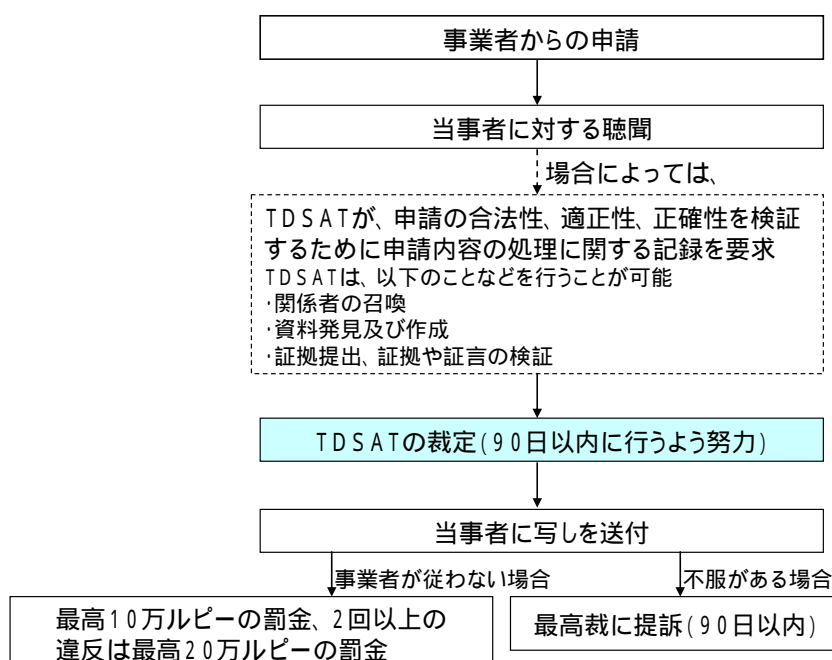 事業者からの申請
当事者に対する聴聞
場合によっては、
TDSATが、申請の合法性、適正性、正確性を検証
するために申請内容の処理に関する記録を要求
TDSATは、以下のことなどを行うことが可能
・関係者の召喚
・資料発見及び作成
・証拠提出、証拠や証言の検証
TDSATの裁定(90日以内に行うよう努力)
当事者に写しを送付
事業者が従わない場合
不服がある場合
最高10万ルピーの罰金、2回以上の
違反は最高20万ルピーの罰金
最高裁に提訴(90日以内)